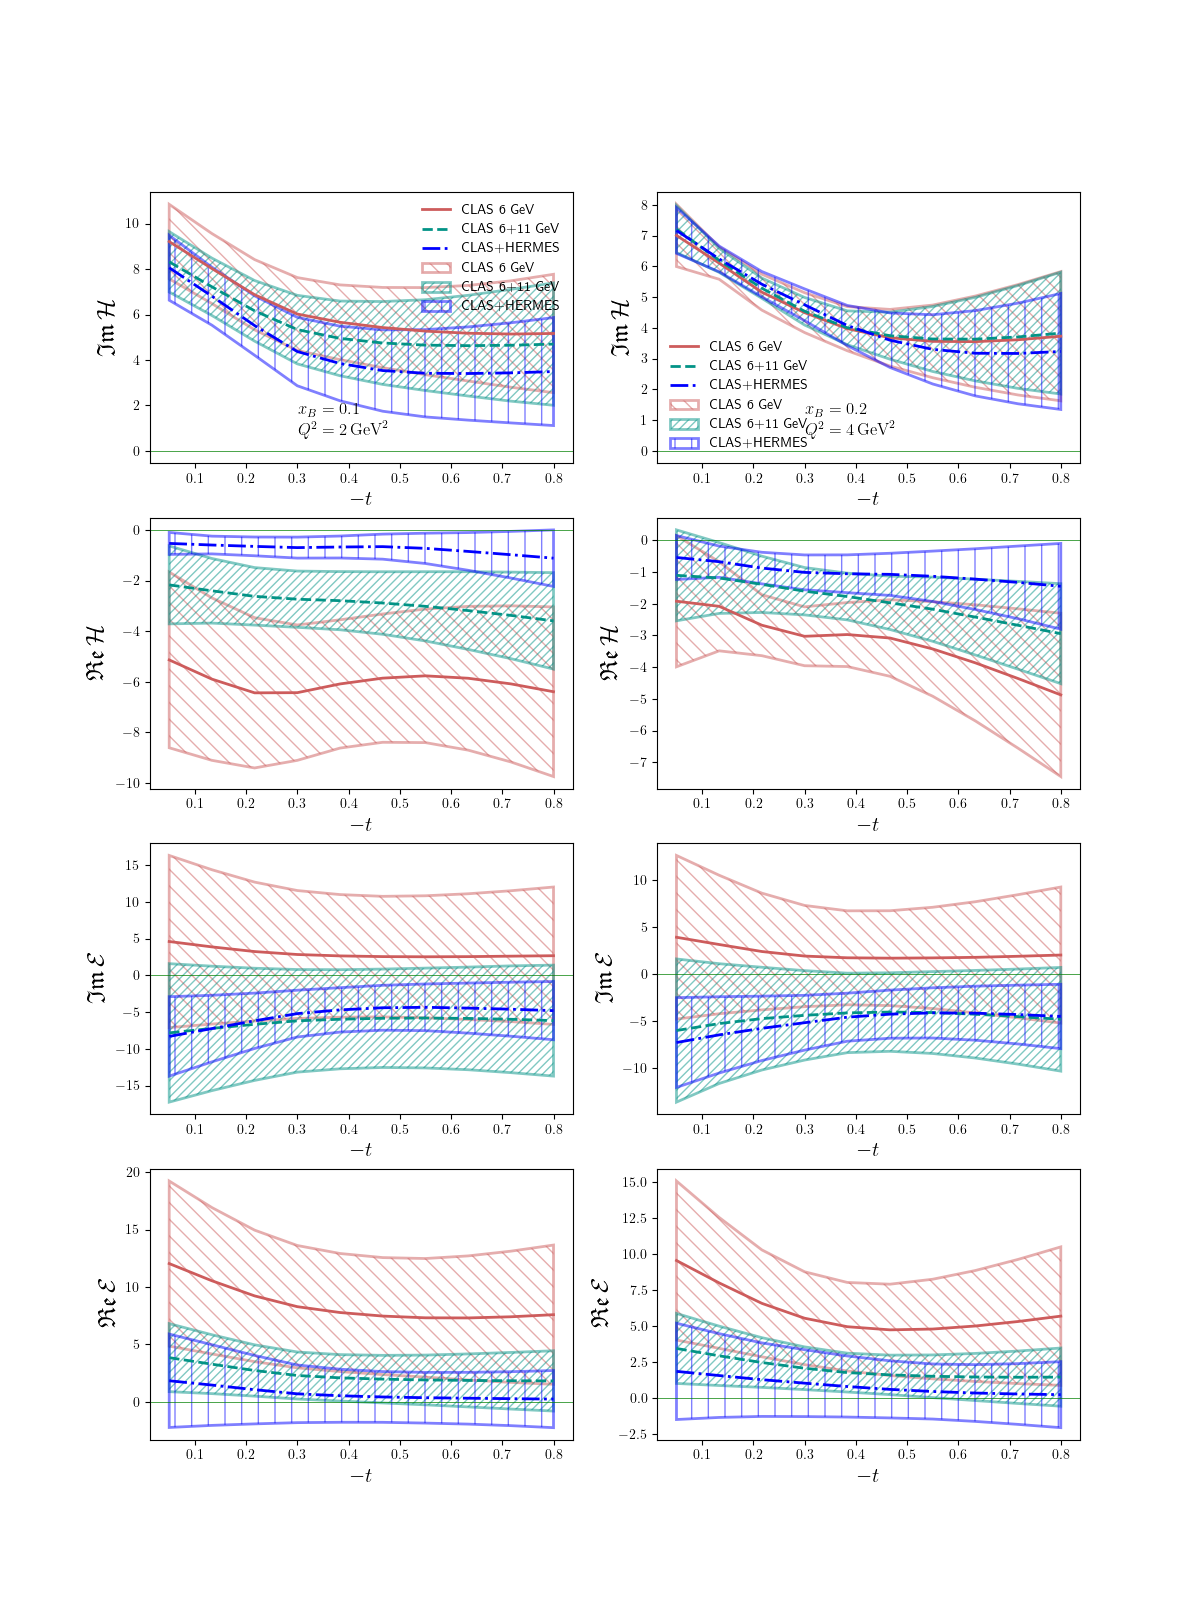 ℑm ℋ
10
8
6
4
2
0
CLAS 6 GeV
CLAS 6+11 GeV
CLAS+HERMES
CLAS 6 GeV
CLAS 6+11 GeV
CLAS+HERMES
x_B = 0.1
Q² = 2 GeV²
0.1 0.2 0.3 0.4 0.5 0.6 0.7 0.8
−t
ℑm ℋ
8
7
6
5
4
3
2
1
0
CLAS 6 GeV
CLAS 6+11 GeV
CLAS+HERMES
CLAS 6 GeV
CLAS 6+11 GeV
CLAS+HERMES
x_B = 0.2
Q² = 4 GeV²
0.1 0.2 0.3 0.4 0.5 0.6 0.7 0.8
−t
ℜe ℋ
0
−2
−4
−6
−8
−10
0.1 0.2 0.3 0.4 0.5 0.6 0.7 0.8
−t
ℜe ℋ
0
−1
−2
−3
−4
−5
−6
−7
0.1 0.2 0.3 0.4 0.5 0.6 0.7 0.8
−t
ℑm ℰ
15
10
5
0
−5
−10
−15
0.1 0.2 0.3 0.4 0.5 0.6 0.7 0.8
−t
ℑm ℰ
10
5
0
−5
−10
0.1 0.2 0.3 0.4 0.5 0.6 0.7 0.8
−t
ℜe ℰ
20
15
10
5
0
0.1 0.2 0.3 0.4 0.5 0.6 0.7 0.8
−t
ℜe ℰ
15.0
12.5
10.0
7.5
5.0
2.5
0.0
−2.5
0.1 0.2 0.3 0.4 0.5 0.6 0.7 0.8
−t